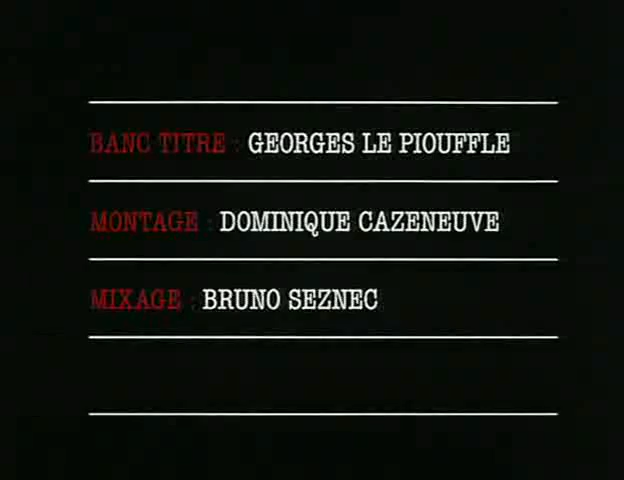 BANC TITRE : GEORGES LE PIOUFFLE
MONTAGE : DOMINIQUE CAZENEUVE
MIXAGE : BRUNO SEZNEC